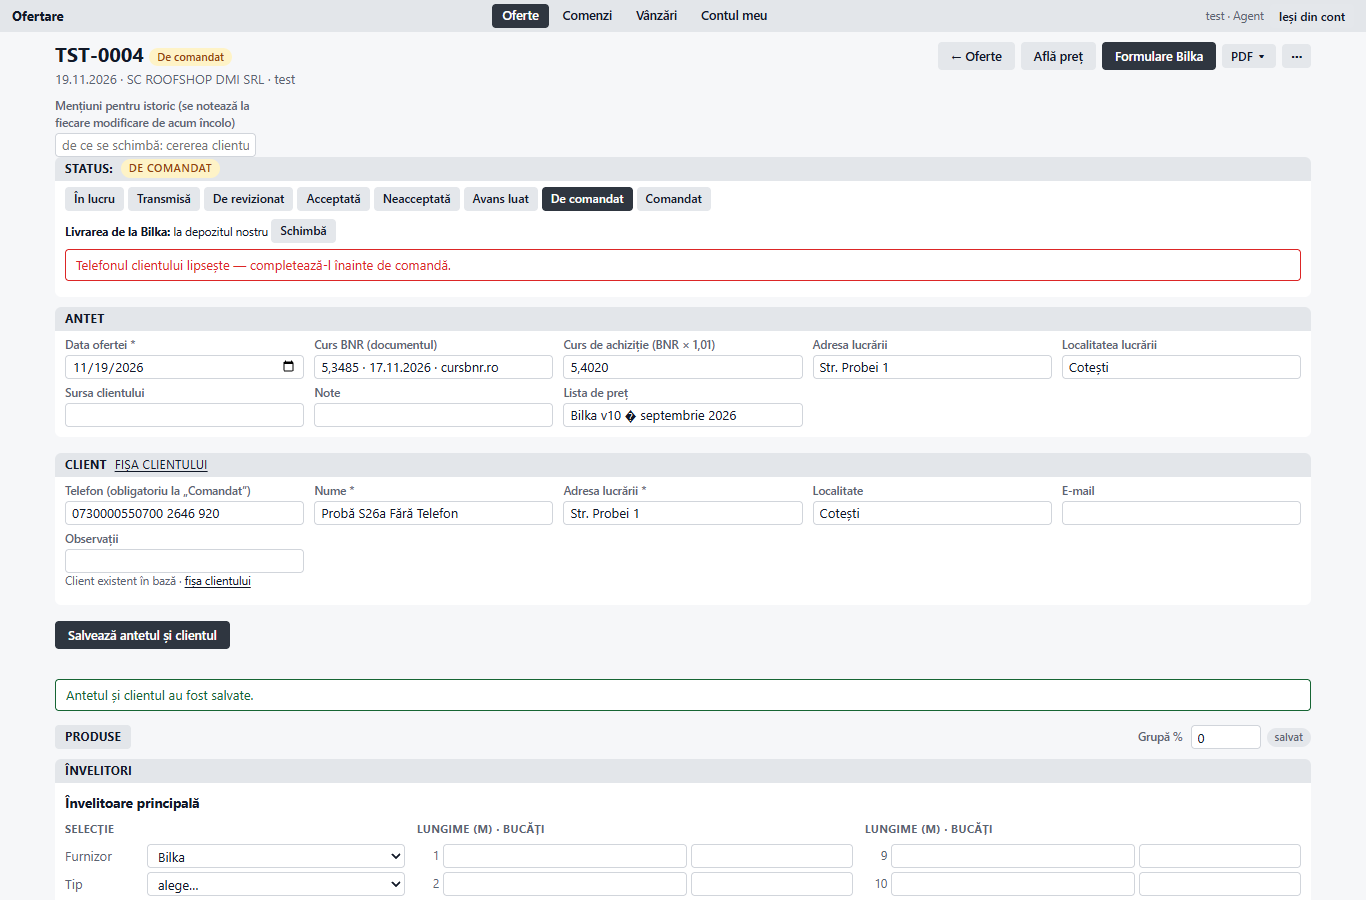 Ofertare Oferte Comenzi Vânzări Contul meu test · Agent Ieși din cont
TST-0004 De comandat ← Oferte Află preț Formulare Bilka PDF ▾ ...
19.11.2026 · SC ROOFSHOP DMI SRL · test
Mențiuni pentru istoric (se notează la
fiecare modificare de acum încolo)
de ce se schimbă: cererea clientu
STATUS: DE COMANDAT
În lucru Transmisă De revizionat Acceptată Neacceptată Avans luat De comandat Comandat
Livrarea de la Bilka: la depozitul nostru Schimbă
Telefonul clientului lipsește — completează-l înainte de comandă.
ANTET
Data ofertei * Curs BNR (documentul) Curs de achiziție (BNR × 1,01) Adresa lucrării Localitatea lucrării
11/19/2026 5,3485 · 17.11.2026 · cursbnr.ro 5,4020 Str. Probei 1 Cotești
Sursa clientului Note Lista de preț
Bilka v10 � septembrie 2026
CLIENT FIȘA CLIENTULUI
Telefon (obligatoriu la „Comandat”) Nume * Adresa lucrării * Localitate E-mail
0730000550700 2646 920 Probă S26a Fără Telefon Str. Probei 1 Cotești
Observații
Client existent în bază · fișa clientului
Salvează antetul și clientul
Antetul și clientul au fost salvate.
PRODUSE Grupă % 0 salvat
ÎNVELITORI
Învelitoare principală
SELECȚIE LUNGIME (M) · BUCĂȚI LUNGIME (M) · BUCĂȚI
Furnizor Bilka 1 9
Tip alege... 2 10